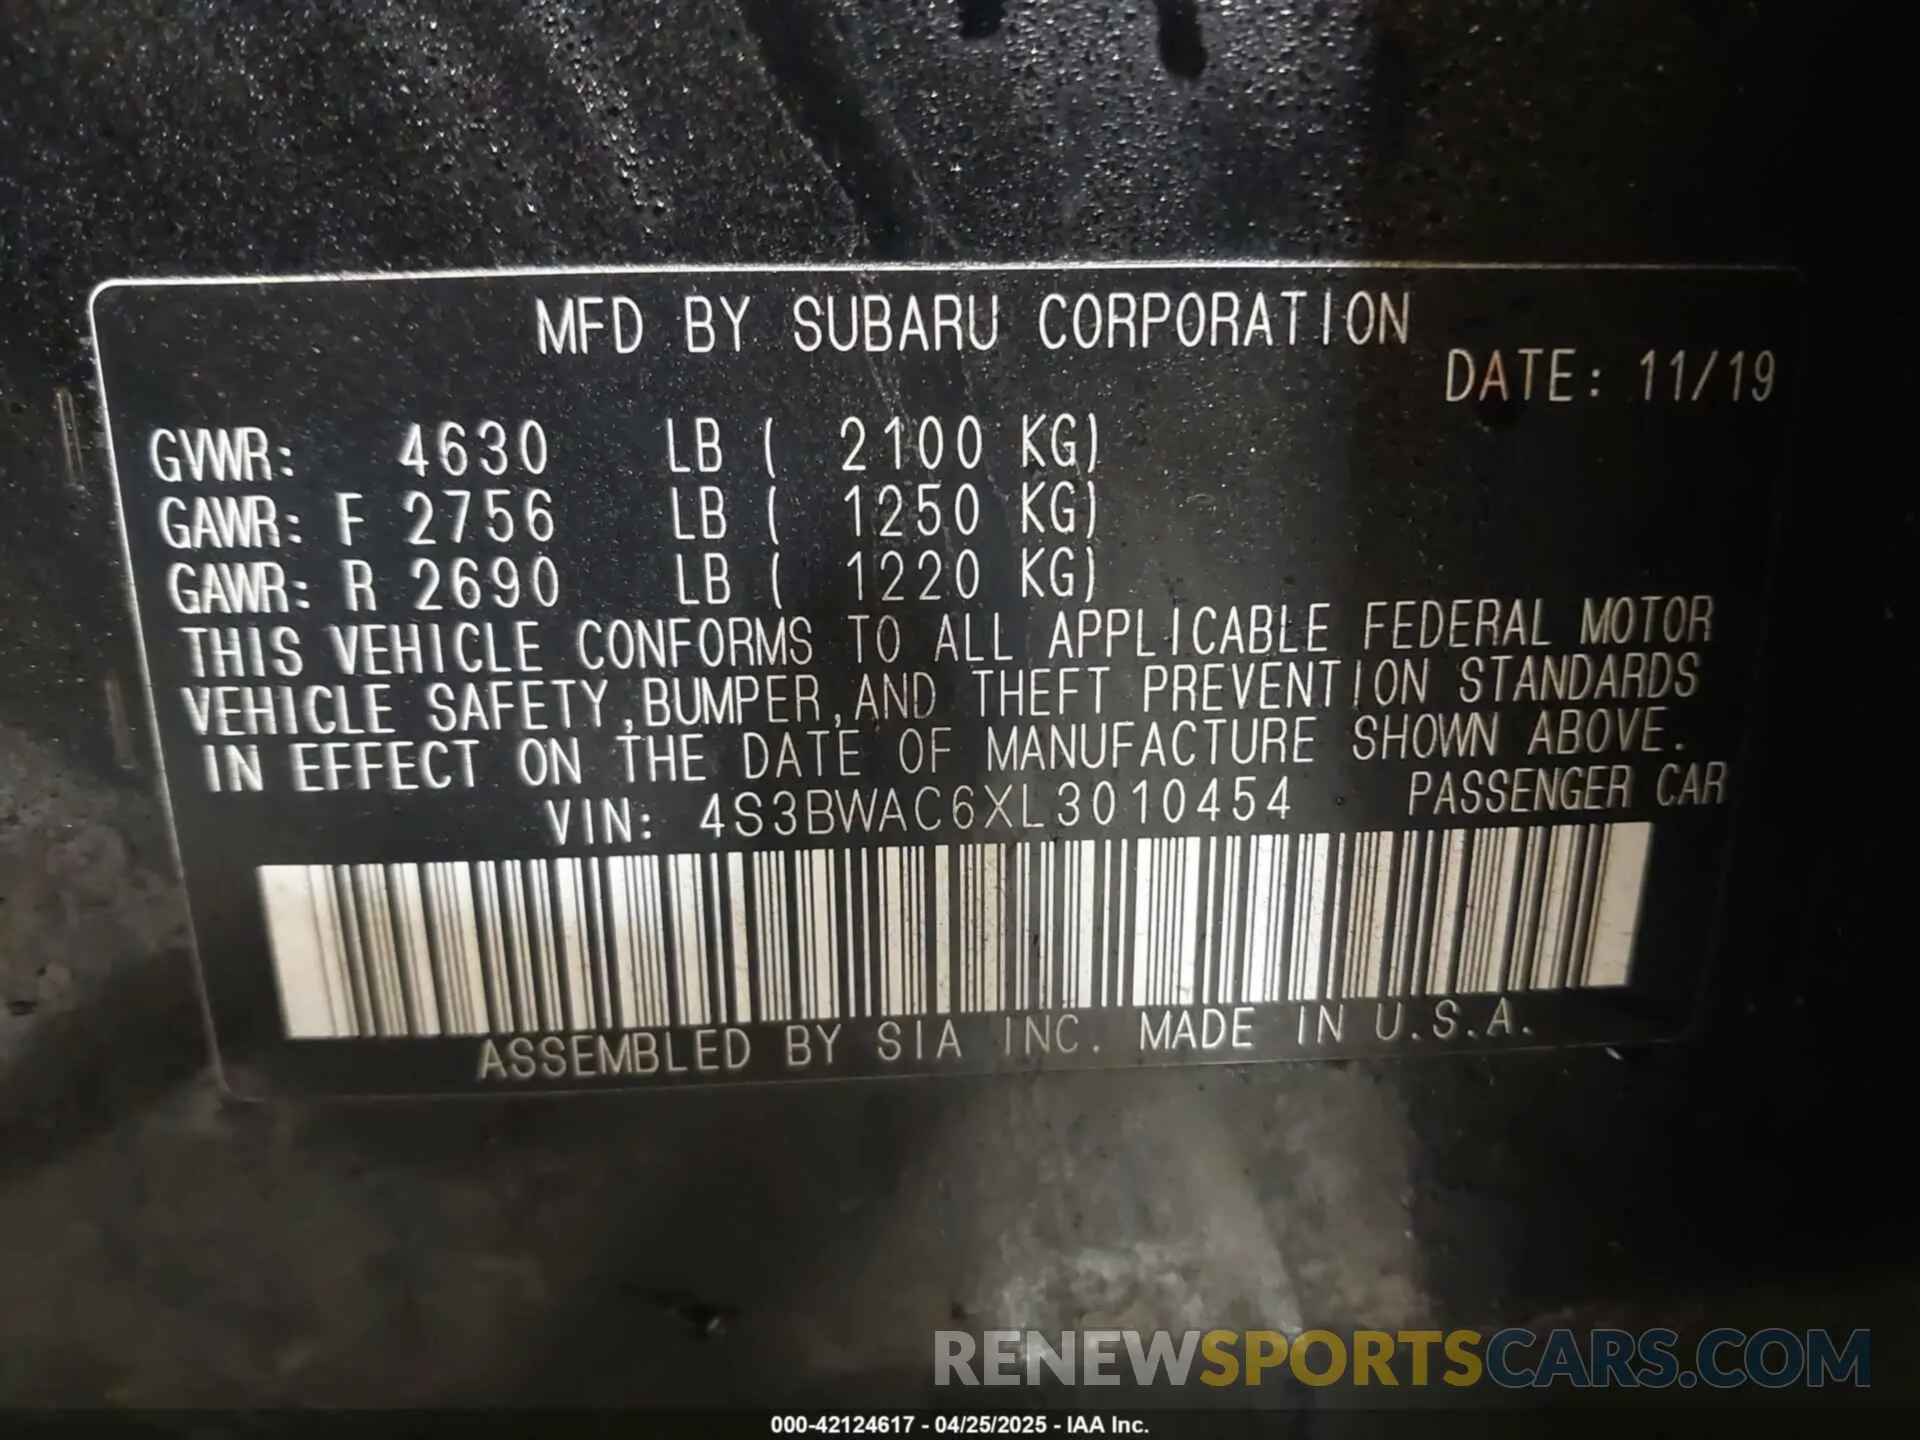 MFD BY SUBARU CORPORATION
DATE: 11/19
GVWR: 4630 LB ( 2100 KG)
GAWR: F 2756 LB ( 1250 KG)
GAWR: R 2690 LB ( 1220 KG)
THIS VEHICLE CONFORMS TO ALL APPLICABLE FEDERAL MOTOR
VEHICLE SAFETY,BUMPER,AND THEFT PREVENTION STANDARDS
IN EFFECT ON THE DATE OF MANUFACTURE SHOWN ABOVE.
VIN: 4S3BWAC6XL3010454 PASSENGER CAR
ASSEMBLED BY SIA INC. MADE IN U.S.A.
RENEWSPORTSCARS.COM
000-42124617 - 04/25/2025 - IAA Inc.